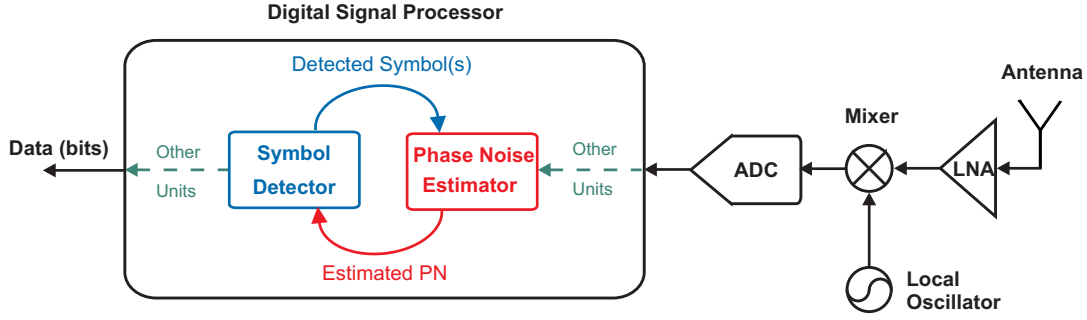 Digital Signal Processor
Detected Symbol(s)
Antenna
Mixer
Data (bits)
Other
Units
Symbol
Detector
Phase Noise
Estimator
Other
Units
ADC
LNA
Estimated PN
Local
Oscillator